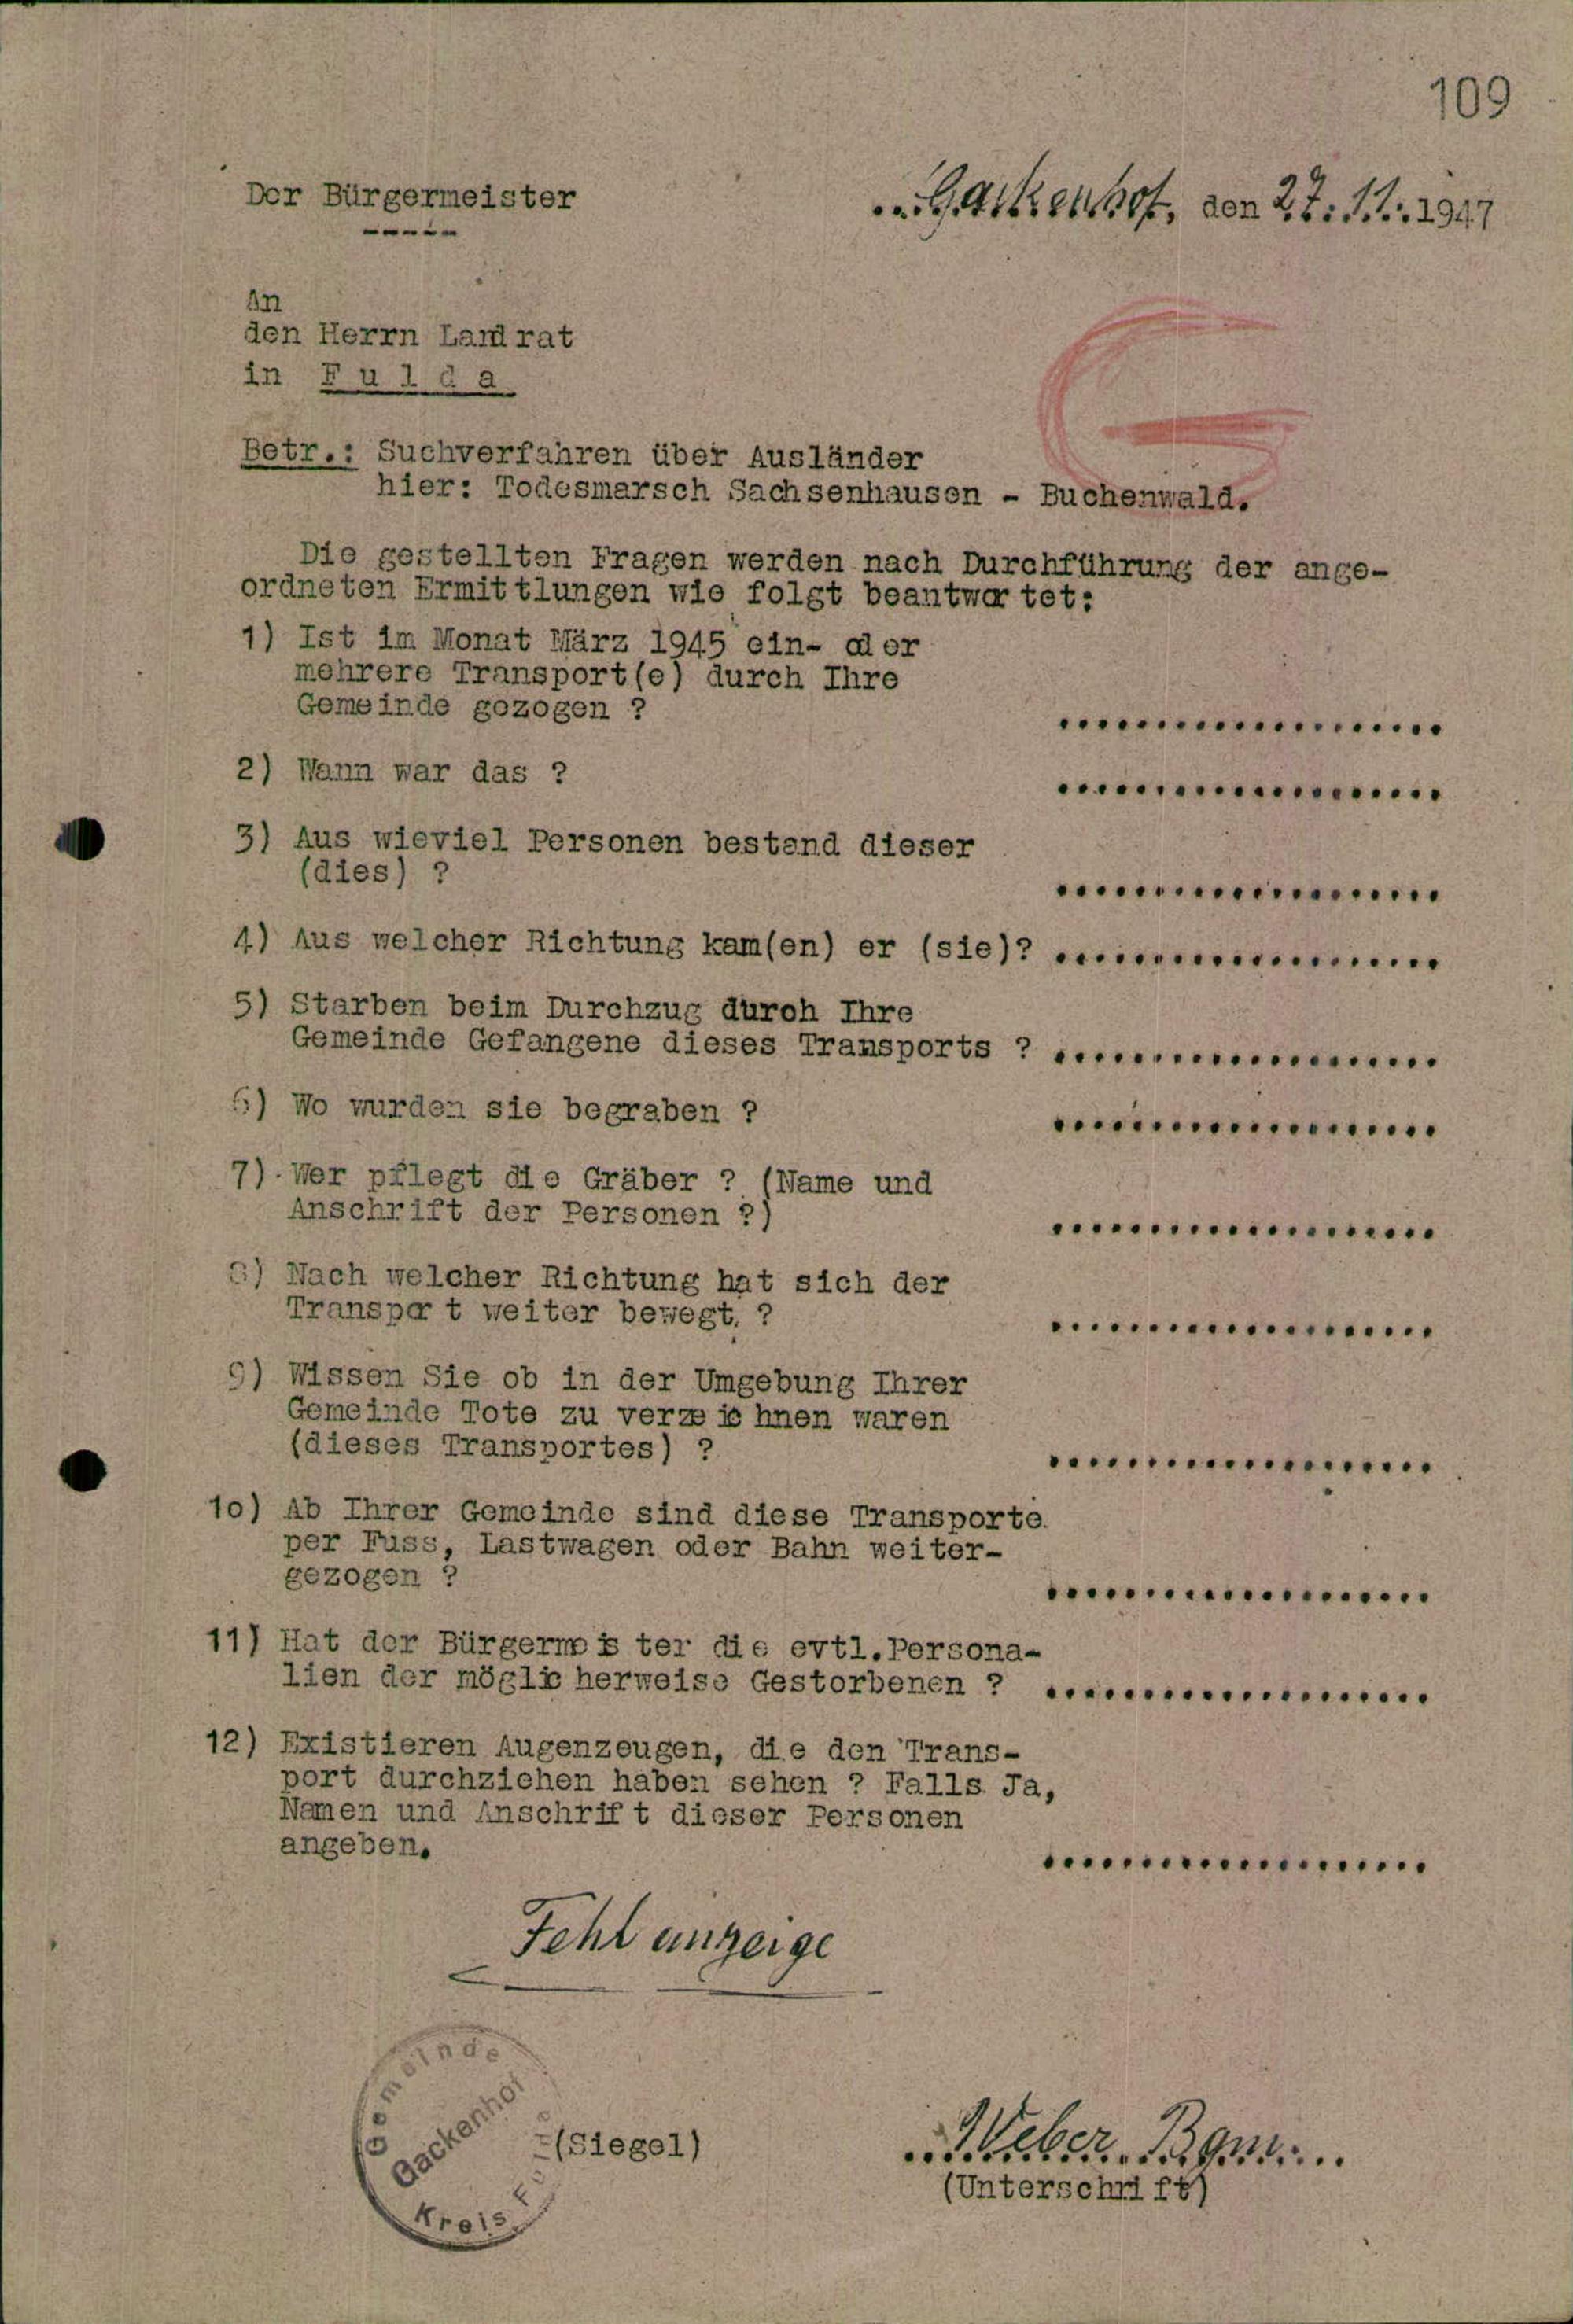 109
Der Bürgermeister
-----
..Gackenhof, den 27.11.1947
An
den Herrn Landrat
in F u l d a
Betr.: Suchverfahren über Ausländer
hier: Todesmarsch Sachsenhausen - Buchenwald.
Die gestellten Fragen werden nach Durchführung der ange-
ordneten Ermittlungen wie folgt beantwortet:
1) Ist im Monat März 1945 ein- oder
mehrere Transport(e) durch Ihre
Gemeinde gezogen ? ....................
2) Wann war das ? ....................
3) Aus wieviel Personen bestand dieser
(dies) ? ....................
4) Aus welcher Richtung kam(en) er (sie)? ....................
5) Starben beim Durchzug durch Ihre
Gemeinde Gefangene dieses Transports ? ....................
6) Wo wurden sie begraben ? ....................
7) Wer pflegt die Gräber ? (Name und
Anschrift der Personen ?) ....................
8) Nach welcher Richtung hat sich der
Transport weiter bewegt ? ....................
9) Wissen Sie ob in der Umgebung Ihrer
Gemeinde Tote zu verzeichnen waren
(dieses Transportes) ? ....................
10) Ab Ihrer Gemeinde sind diese Transporte
per Fuss, Lastwagen oder Bahn weiter-
gezogen ? ....................
11) Hat der Bürgermeister die evtl.Persona-
lien der möglicherweise Gestorbenen ? ....................
12) Existieren Augenzeugen, die den Trans-
port durchziehen haben sehen ? Falls Ja,
Namen und Anschrift dieser Personen
angeben. ....................
Fehlanzeige
Gemeinde
Gackenhof
Kreis Fulda
(Siegel)
..Weber. Bgm....
(Unterschrift)